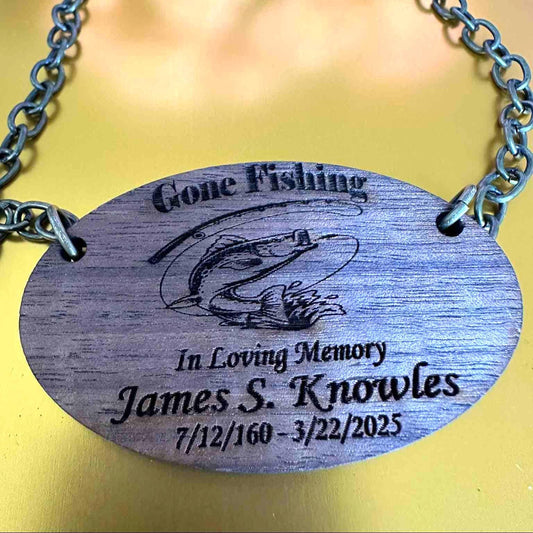 Gone Fishing
In Loving Memory
James S. Knowles
7/12/160 - 3/22/2025